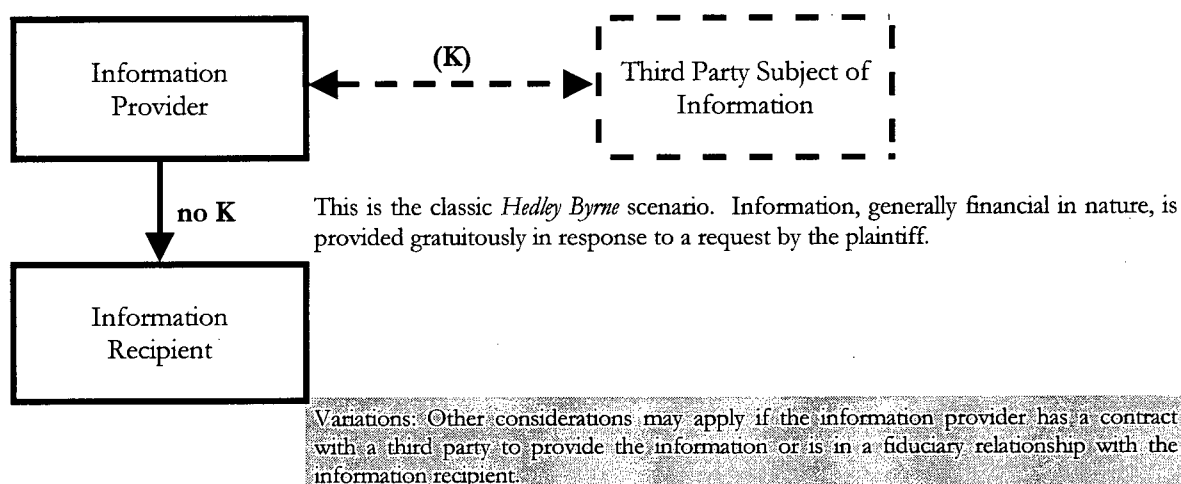 Information
Provider
(K)
Third Party Subject of
Information
no K
This is the classic Hedley Byrne scenario. Information, generally financial in nature, is
provided gratuitously in response to a request by the plaintiff.
Information
Recipient
Variations: Other considerations may apply if the information provider has a contract
with a third party to provide the information or is in a fiduciary relationship with the
information recipient.